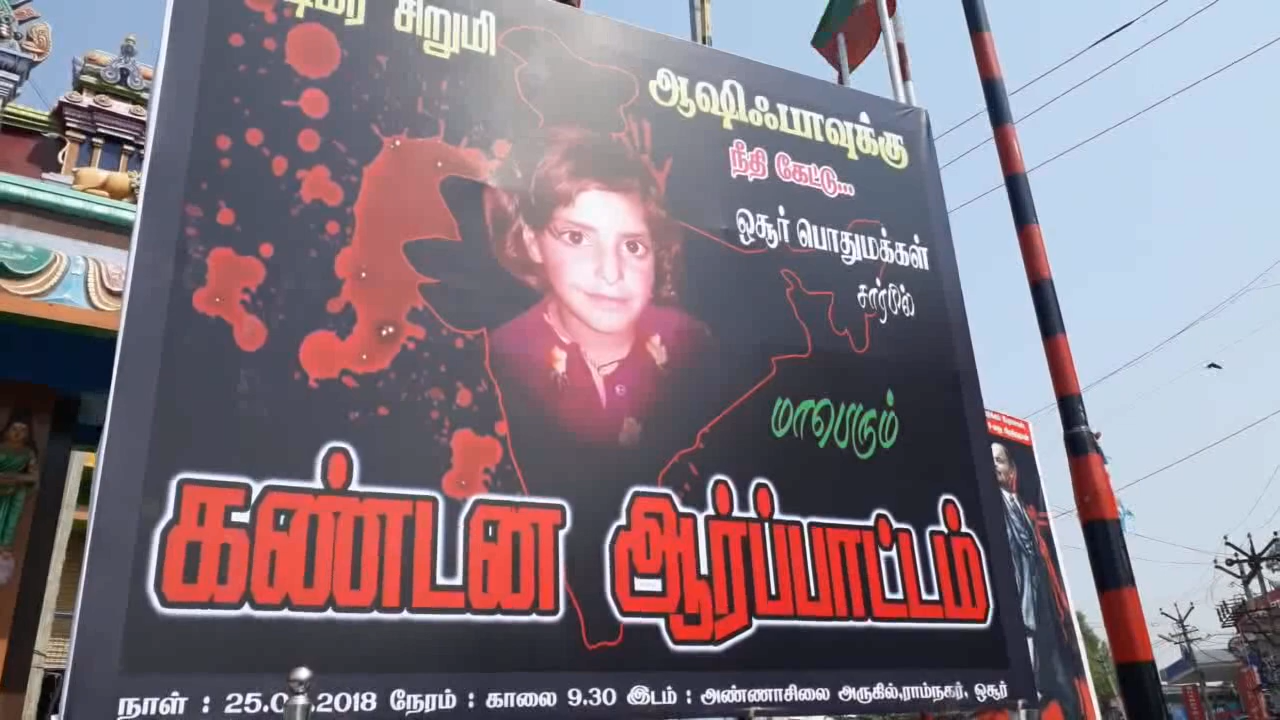 சிறுமி
ஆஷிஃபாவுக்கு
நீதி கேட்டு...
ஓசூர் பொதுமக்கள்
சார்பில்
மாபெரும்
கண்டன ஆர்ப்பாட்டம்
நாள் : 25.0 .2018 நேரம் : காலை 9.30 இடம் : அண்ணாசிலை அருகில்,ராம்நகர், ஓசூர்